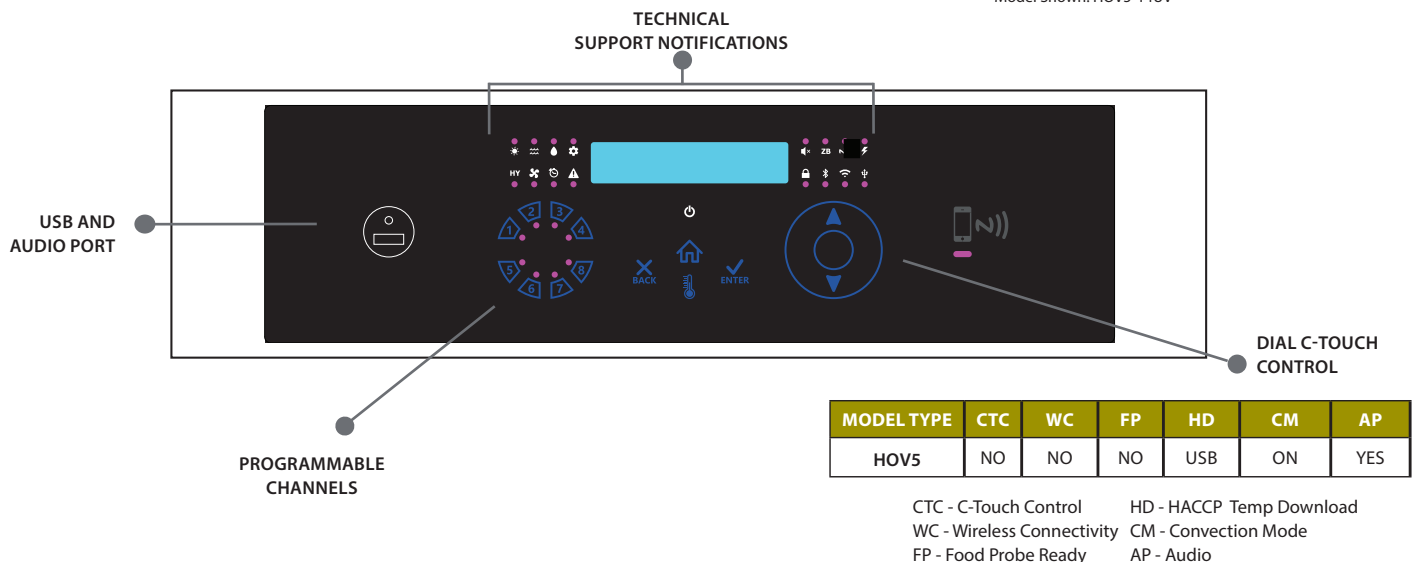 TECHNICAL
SUPPORT NOTIFICATIONS
ZB
HY
USB AND
AUDIO PORT
1 2 3 4
5 6 7 8
BACK
ENTER
DIAL C-TOUCH
CONTROL
PROGRAMMABLE
CHANNELS
MODEL TYPE CTC WC FP HD CM AP
HOV5 NO NO NO USB ON YES
CTC - C-Touch Control HD - HACCP Temp Download
WC - Wireless Connectivity CM - Convection Mode
FP - Food Probe Ready AP - Audio